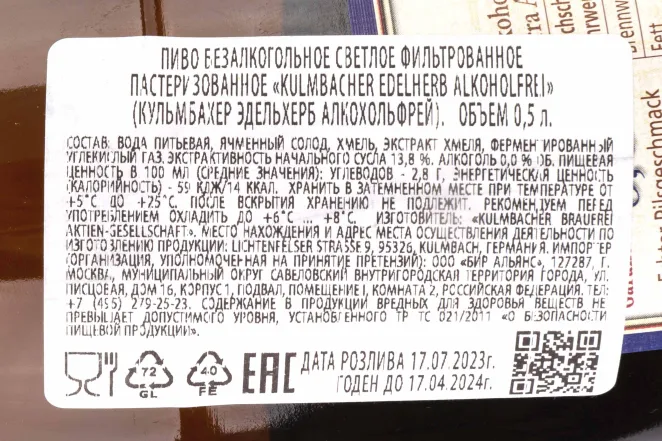 ПИВО БЕЗАЛКОГОЛЬНОЕ СВЕТЛОЕ ФИЛЬТРОВАННОЕ
ПАСТЕРИЗОВАННОЕ «KULMBACHER EDELHERB ALKOHOLFREI»
(КУЛЬМБАХЕР ЭДЕЛЬХЕРБ АЛКОХОЛЬФРЕЙ). ОБЪЕМ 0,5 л.
СОСТАВ: ВОДА ПИТЬЕВАЯ, ЯЧМЕННЫЙ СОЛОД, ХМЕЛЬ, ЭКСТРАКТ ХМЕЛЯ, ФЕРМЕНТИРОВАННЫЙ
УГЛЕКИСЛЫЙ ГАЗ. ЭКСТРАКТИВНОСТЬ НАЧАЛЬНОГО СУСЛА 13,8 %. АЛКОГОЛЬ 0,0 % ОБ. ПИЩЕВАЯ
ЦЕННОСТЬ В 100 МЛ (СРЕДНИЕ ЗНАЧЕНИЯ): УГЛЕВОДОВ - 2,8 Г, ЭНЕРГЕТИЧЕСКАЯ ЦЕННОСТЬ
(КАЛОРИЙНОСТЬ) - 59 КДЖ/14 ККАЛ. ХРАНИТЬ В ЗАТЕМНЕННОМ МЕСТЕ ПРИ ТЕМПЕРАТУРЕ ОТ
+5°С ДО +25°С. ПОСЛЕ ВСКРЫТИЯ ХРАНЕНИЮ НЕ ПОДЛЕЖИТ. РЕКОМЕНДУЕМ ПЕРЕД
УПОТРЕБЛЕНИЕМ ОХЛАДИТЬ ДО +6°С ... +8°С. ИЗГОТОВИТЕЛЬ: «KULMBACHER BRAUEREI
AKTIEN-GESELLSCHAFT». МЕСТО НАХОЖДЕНИЯ И АДРЕС МЕСТА ОСУЩЕСТВЛЕНИЯ ДЕЯТЕЛЬНОСТИ ПО
ИЗГОТОВЛЕНИЮ ПРОДУКЦИИ: LICHTENFELSER STRASSE 9, 95326, KULMBACH, ГЕРМАНИЯ. ИМПОРТЕР
(ОРГАНИЗАЦИЯ, УПОЛНОМОЧЕННАЯ НА ПРИНЯТИЕ ПРЕТЕНЗИЙ): ООО «БИР АЛЬЯНС», 127287, Г.
МОСКВА, МУНИЦИПАЛЬНЫЙ ОКРУГ САВЕЛОВСКИЙ ВНУТРИГОРОДСКАЯ ТЕРРИТОРИЯ ГОРОДА, УЛ.
ПИСЦОВАЯ, ДОМ 16, КОРПУС 1, ПОДВАЛ, ПОМЕЩЕНИЕ I, КОМНАТА 2, РОССИЙСКАЯ ФЕДЕРАЦИЯ. ТЕЛ:
+7 (495) 279-25-23. СОДЕРЖАНИЕ В ПРОДУКЦИИ ВРЕДНЫХ ДЛЯ ЗДОРОВЬЯ ВЕЩЕСТВ НЕ
ПРЕВЫШАЕТ ДОПУСТИМОГО УРОВНЯ, УСТАНОВЛЕННОГО ТР ТС 021/2011 «О БЕЗОПАСНОСТИ
ПИЩЕВОЙ ПРОДУКЦИИ».
72
GL
40
FE
EAC
ДАТА РОЗЛИВА 17.07.2023г.
ГОДЕН ДО 17.04.2024г.